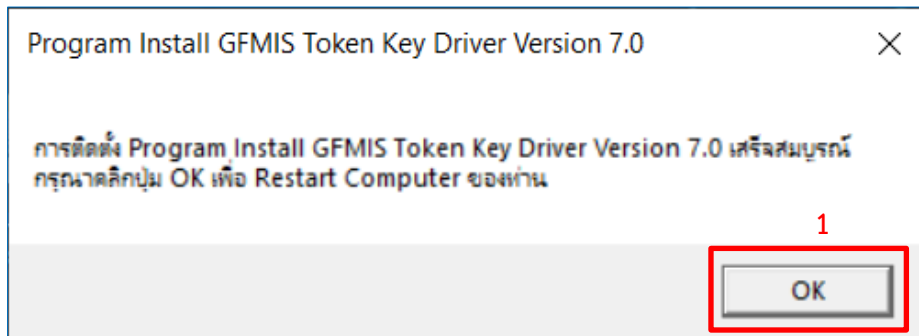 Program Install GFMIS Token Key Driver Version 7.0
การติดตั้ง Program Install GFMIS Token Key Driver Version 7.0 เสร็จสมบูรณ์
กรุณาคลิกปุ่ม OK เพื่อ Restart Computer ของท่าน
1
OK